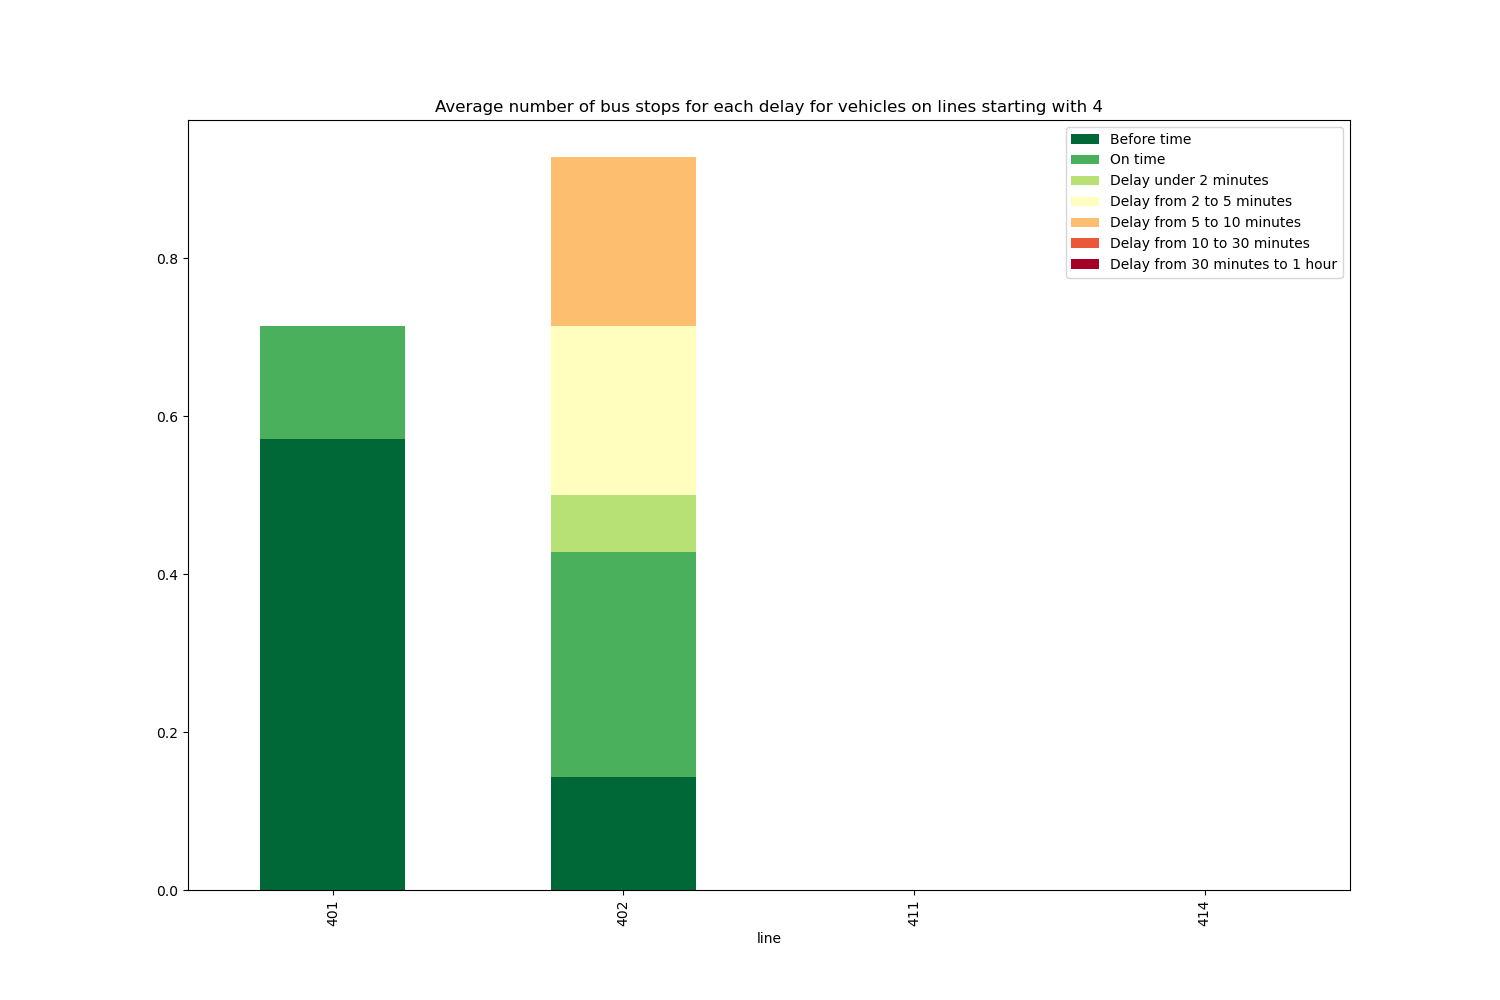 Average number of bus stops for each delay for vehicles on lines starting with 4
Before time
On time
Delay under 2 minutes
Delay from 2 to 5 minutes
Delay from 5 to 10 minutes
Delay from 10 to 30 minutes
Delay from 30 minutes to 1 hour
0.8
0.6
0.4
0.2
0.0
401
402
411
414
line